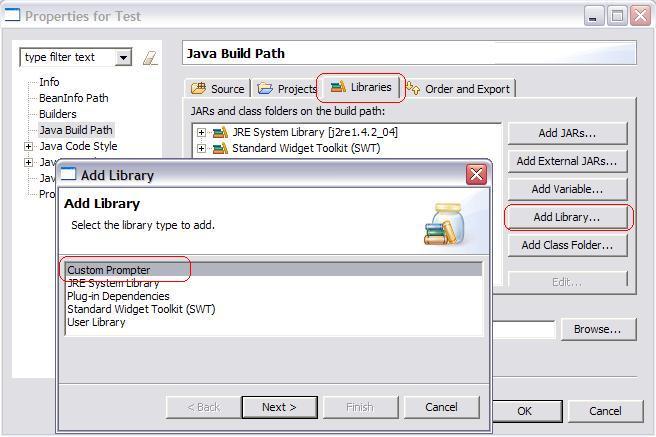 Properties for Test
type filter text
Info
BeanInfo Path
Builders
Java Build Path
Java Code Style
Java Build Path
Source
Projects
Libraries
Order and Export
JARs and class folders on the build path:
JRE System Library [j2re1.4.2_04]
Standard Widget Toolkit (SWT)
Add JARs...
Add External JARs...
Add Variable...
Add Library...
Add Class Folder...
Edit...
Browse...
OK
Cancel
Add Library
Add Library
Select the library type to add.
Custom Prompter
JRE System Library
Plug-in Dependencies
Standard Widget Toolkit (SWT)
User Library
< Back
Next >
Finish
Cancel